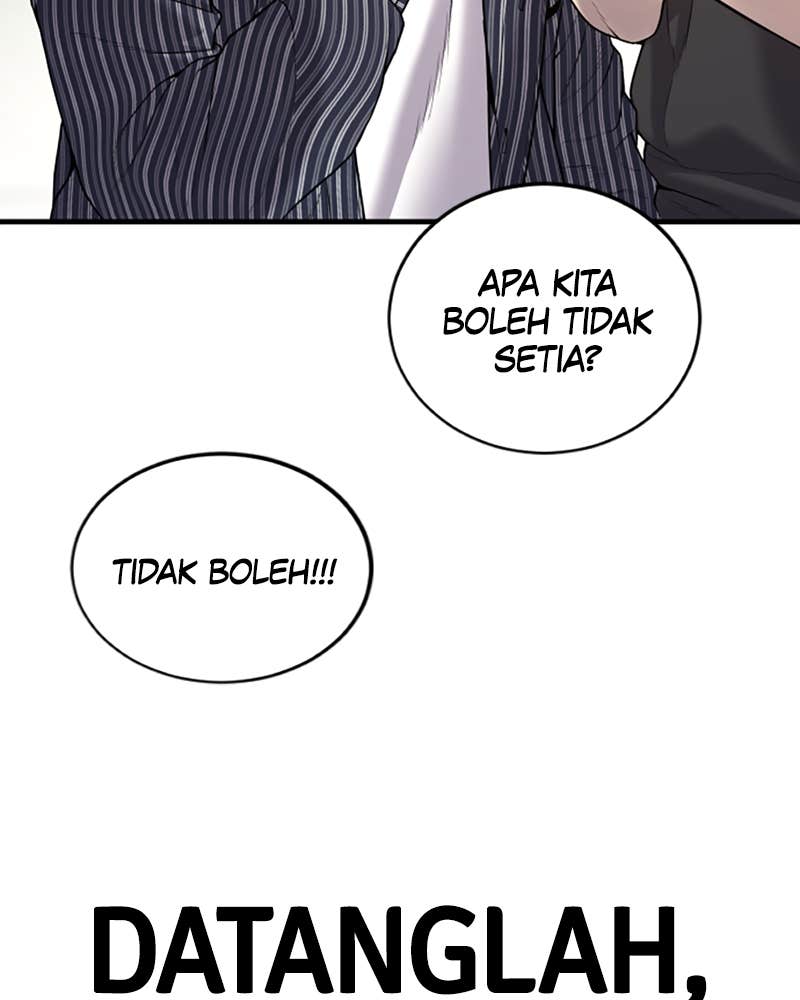 APA KITA
BOLEH TIDAK
SETIA?
TIDAK BOLEH!!!
DATANGLAH,